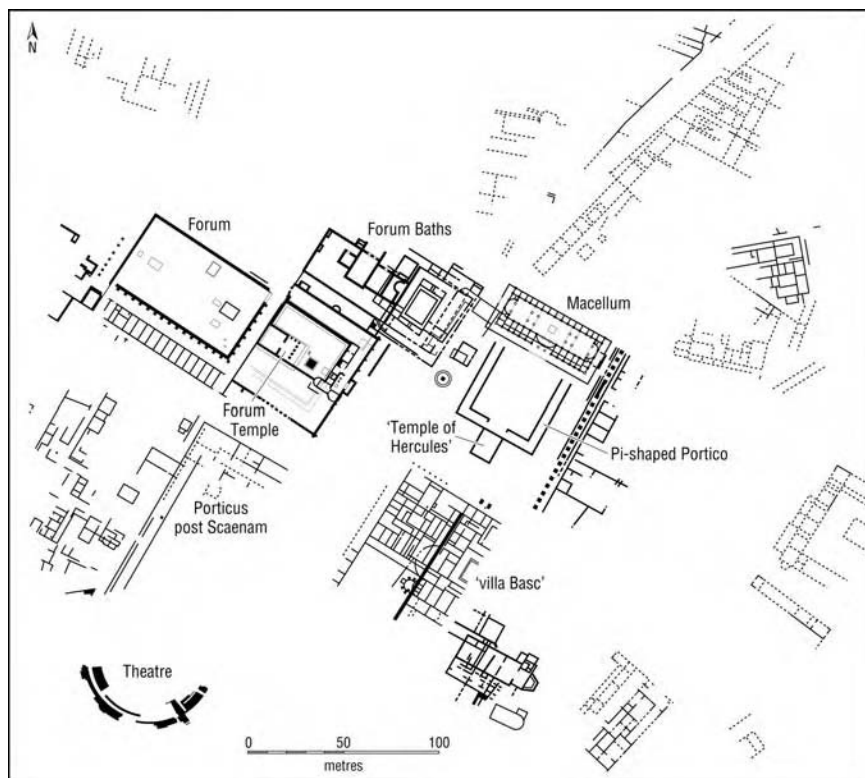 N
Forum
Forum Baths
Macellum
Forum
Temple
'Temple of
Hercules'
Pi-shaped Portico
Porticus
post Scaenam
'villa Basc'
Theatre
0 50 100
metres